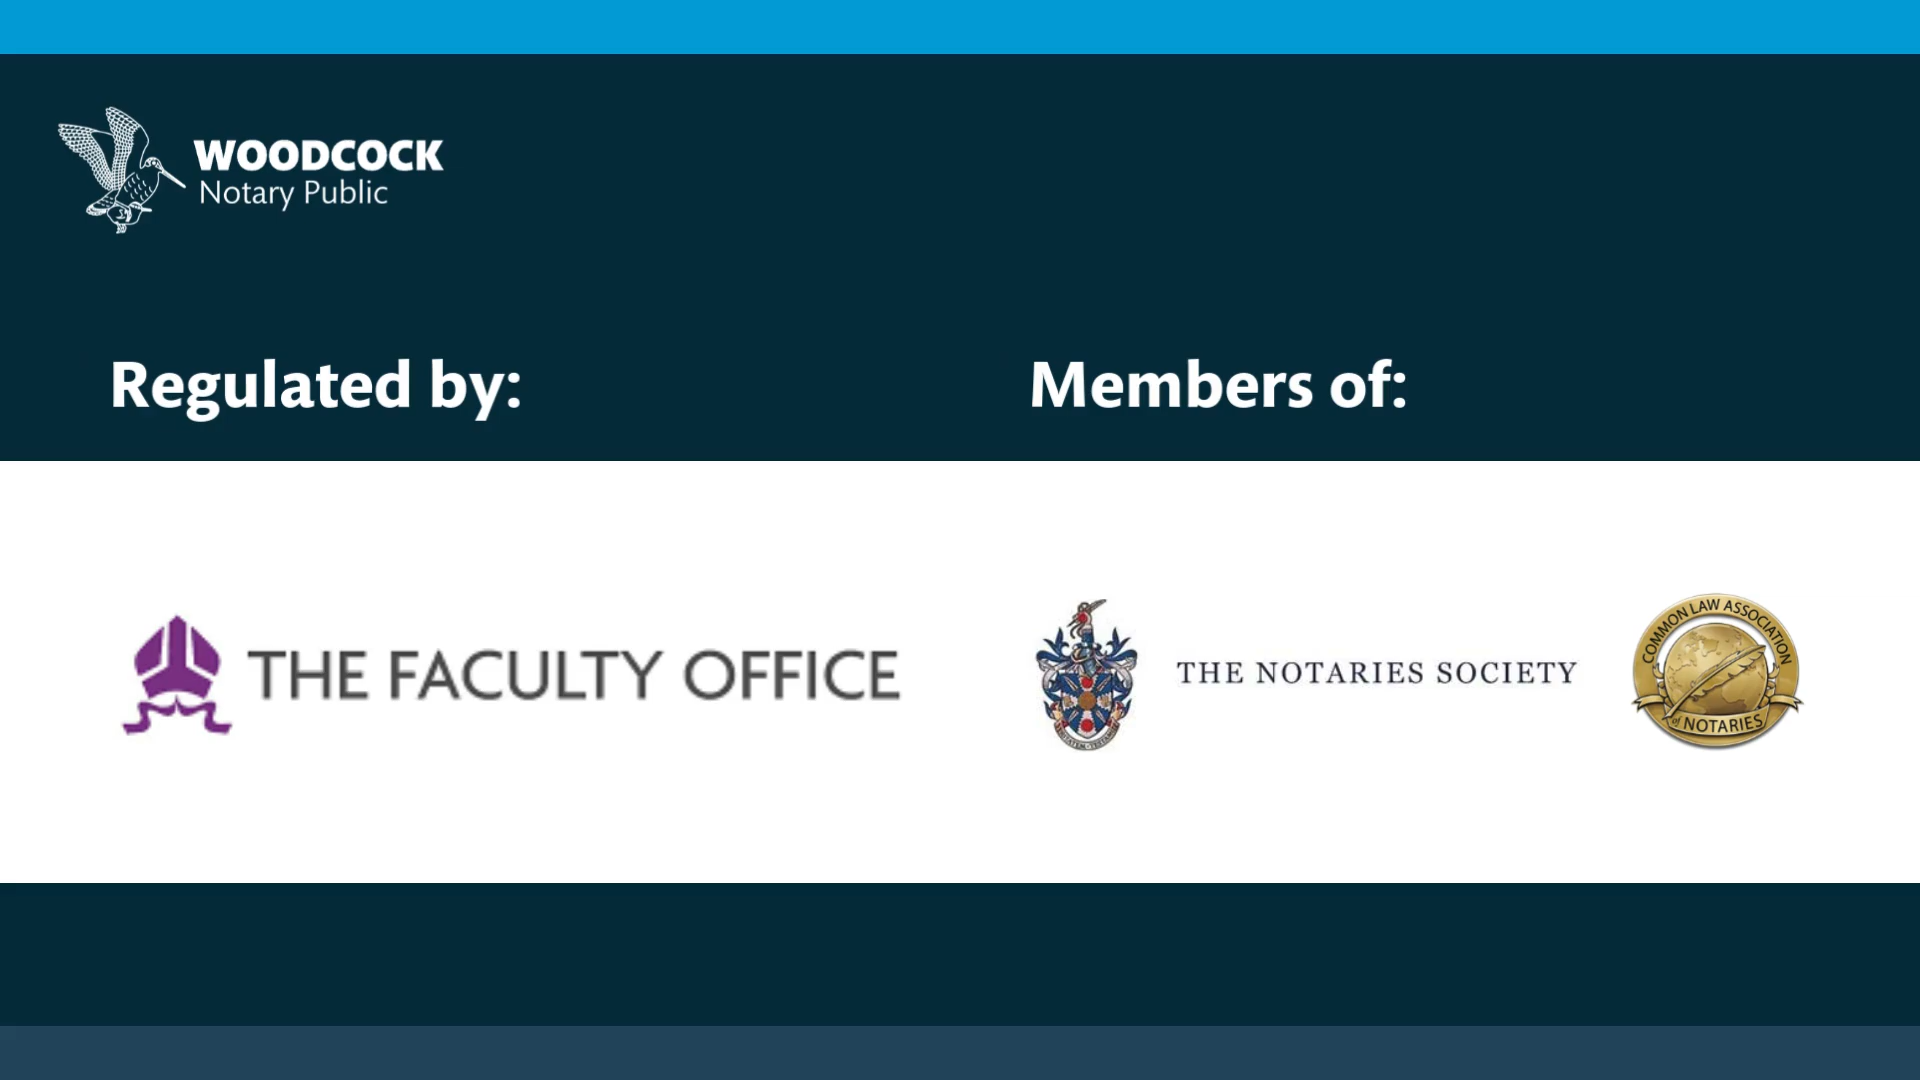 WOODCOCK
Notary Public
Regulated by:
Members of:
THE FACULTY OFFICE
THE NOTARIES SOCIETY
COMMON LAW ASSOCIATION
of NOTARIES